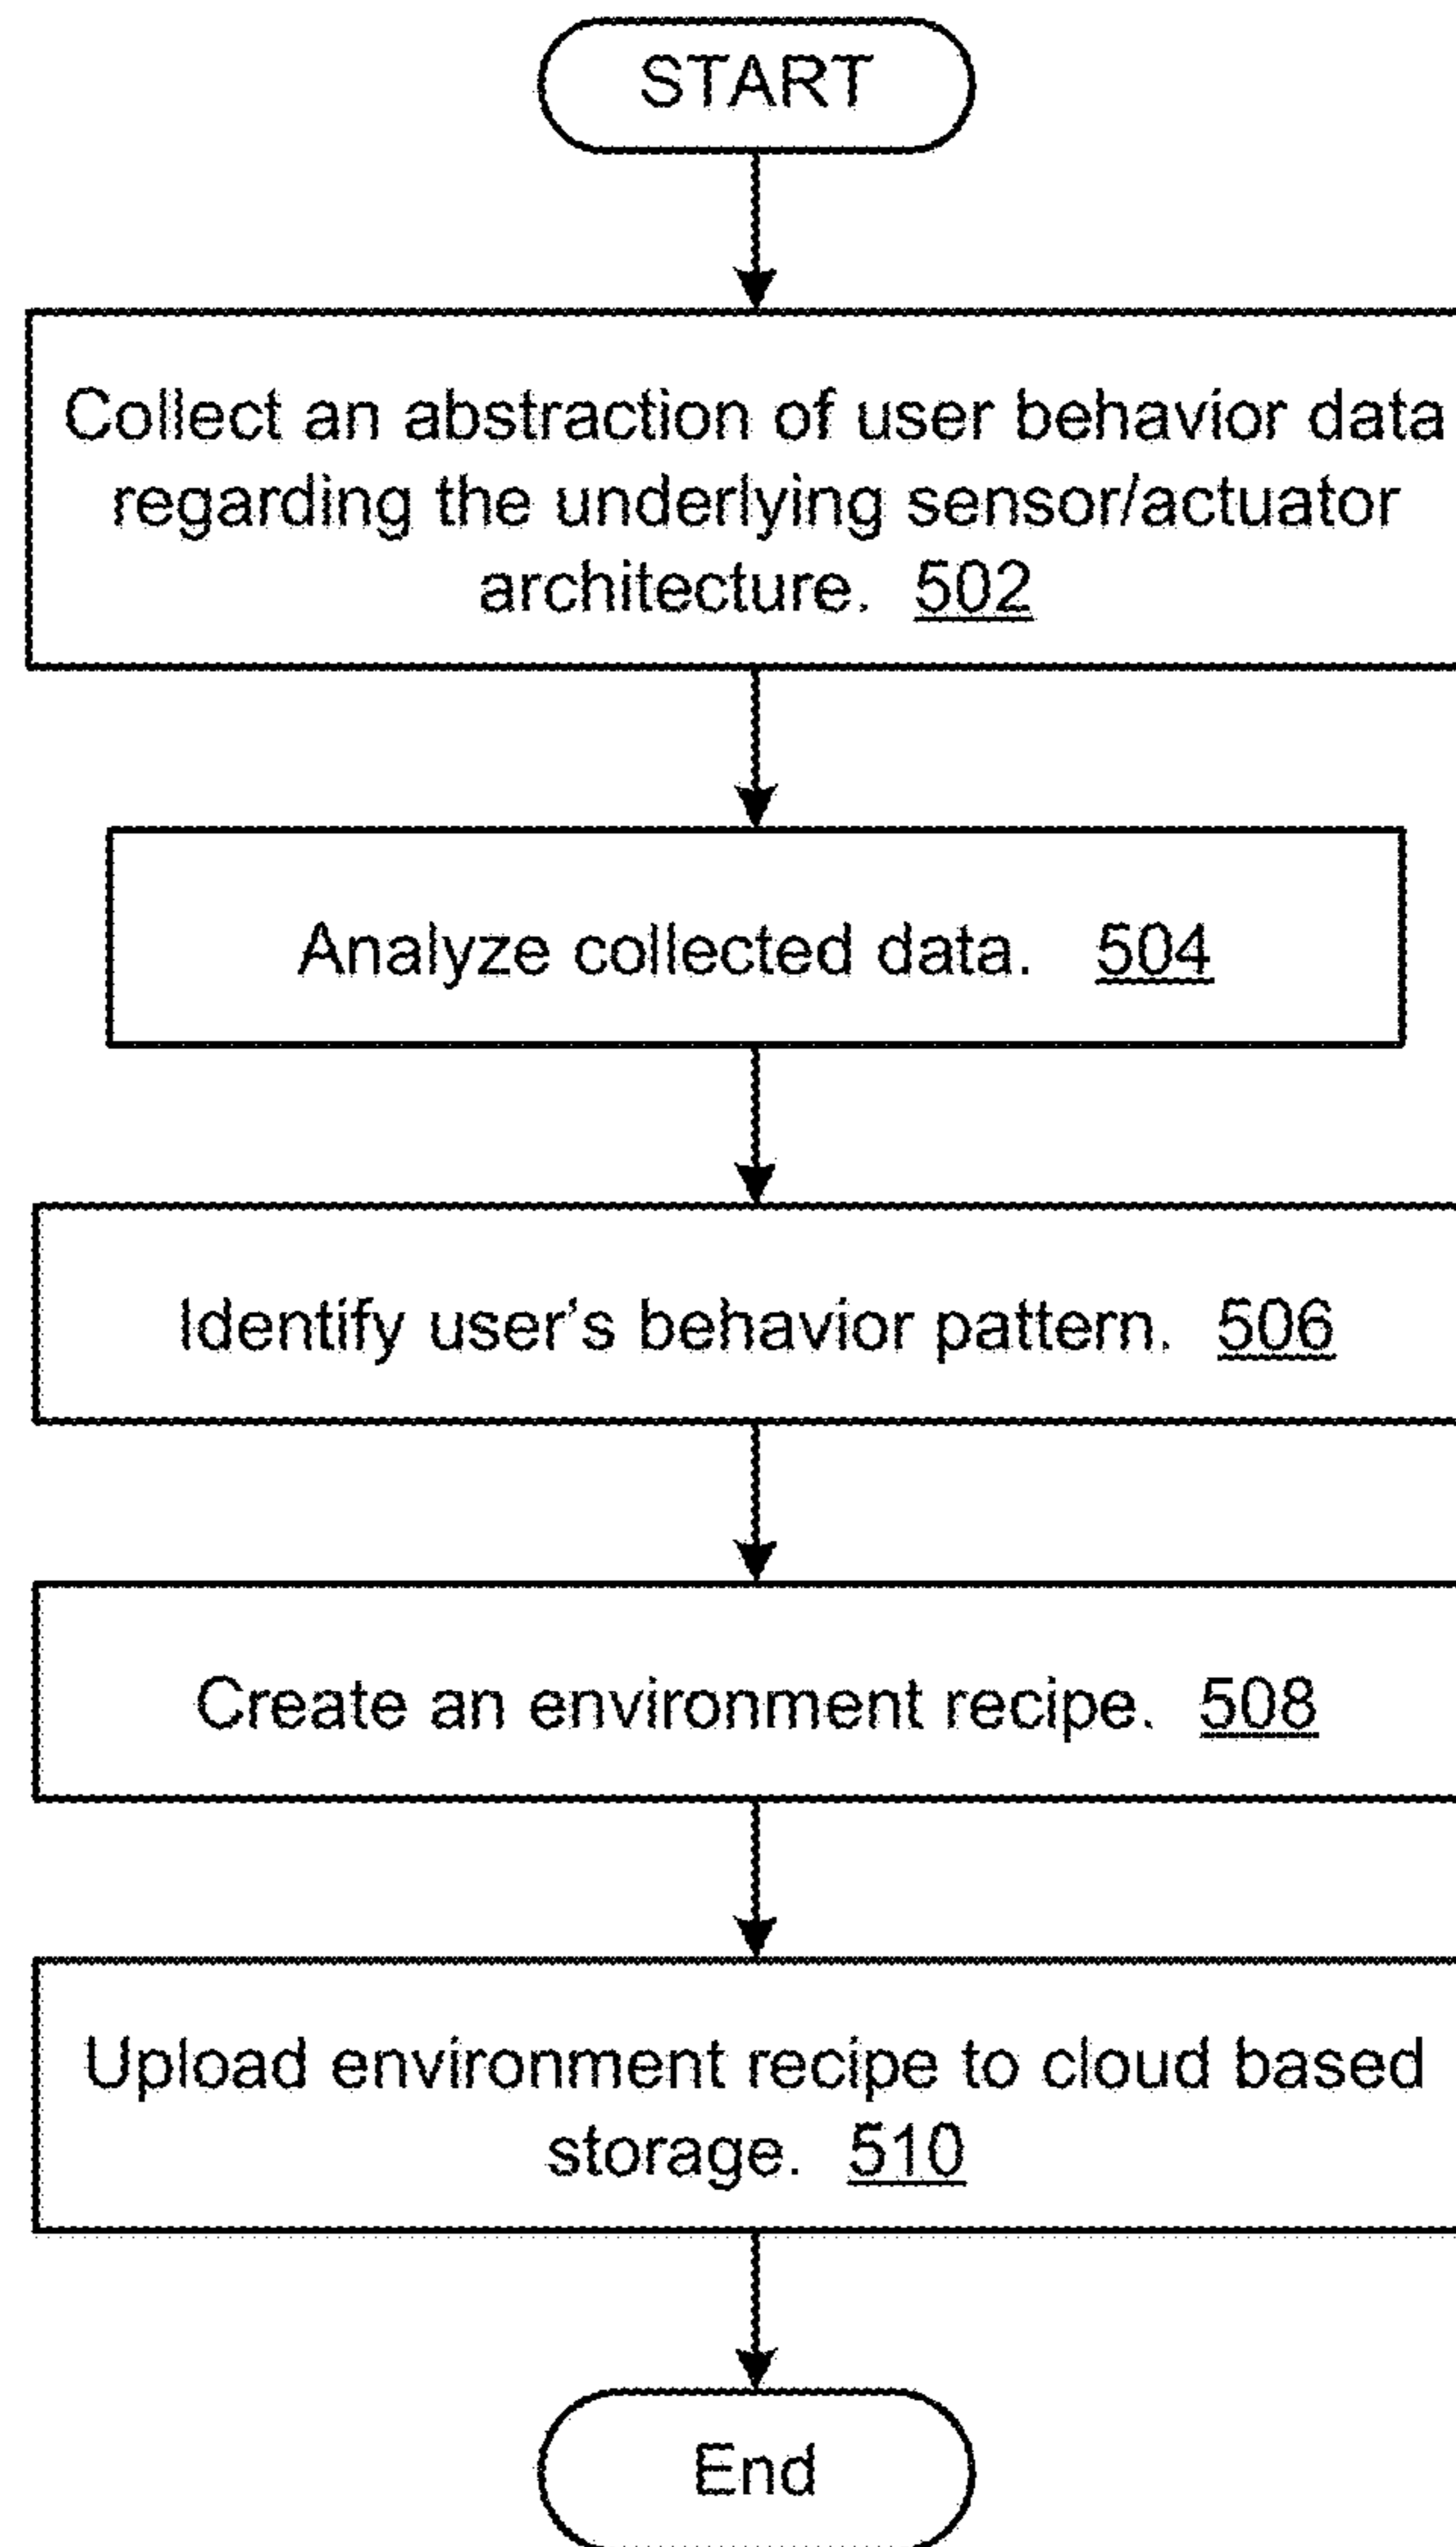 START
Collect an abstraction of user behavior data
regarding the underlying sensor/actuator
architecture. 502
Analyze collected data. 504
Identify user’s behavior pattern. 506
Create an environment recipe. 508
Upload environment recipe to cloud based
storage. 510
End